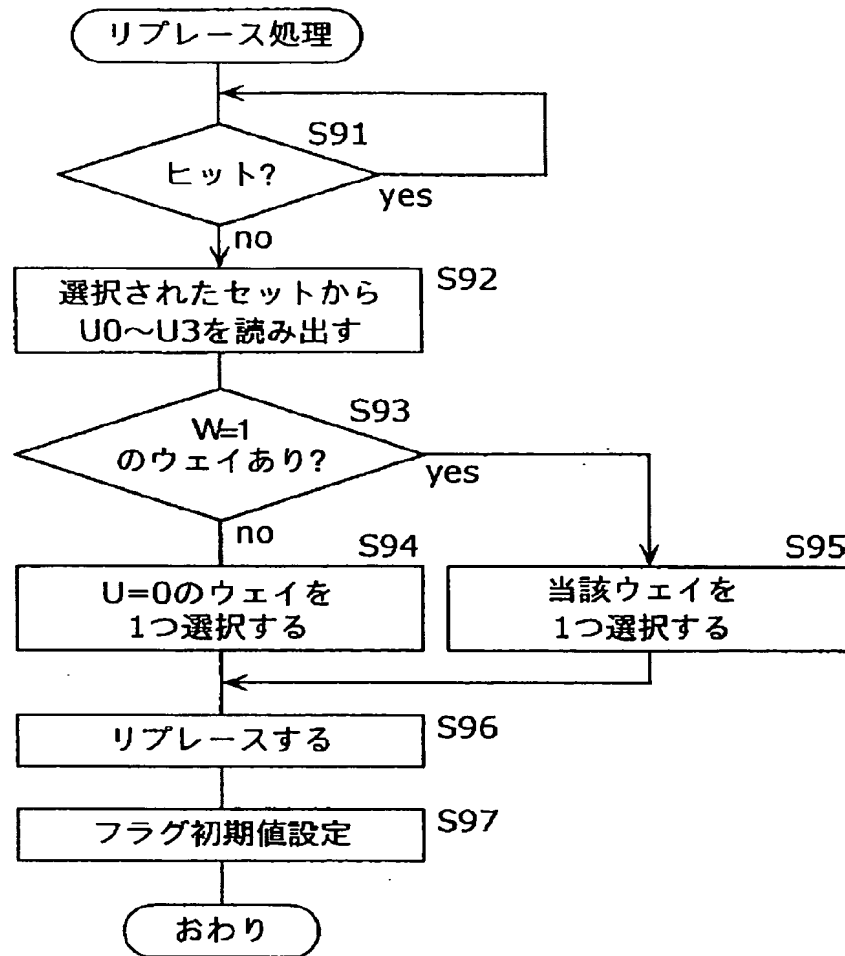 リプレース処理
S91
ヒット?
yes
no
S92
選択されたセットから
U0〜U3を読み出す
S93
W=1
のウェイあり?
yes
no
S94
S95
U=0のウェイを
1つ選択する
当該ウェイを
1つ選択する
S96
リプレースする
S97
フラグ初期値設定
おわり